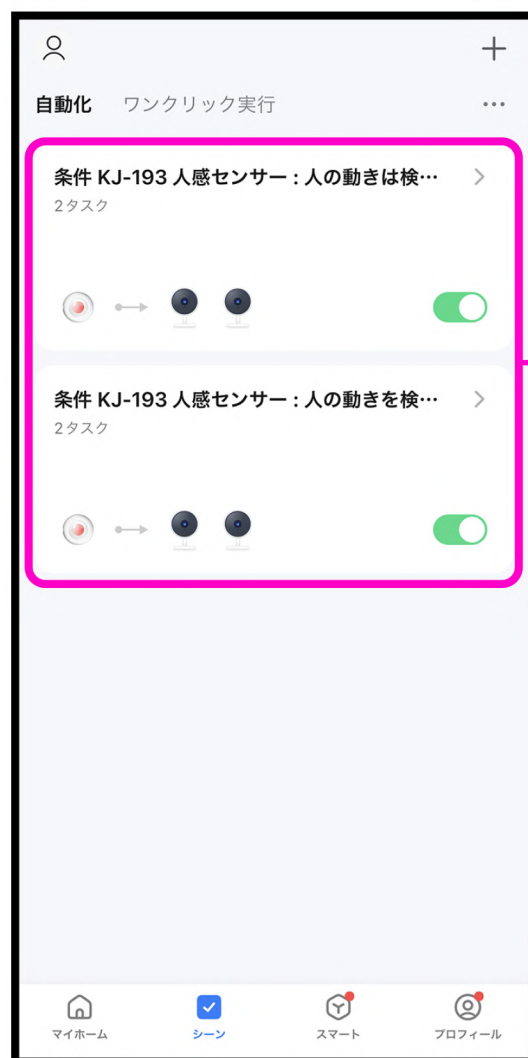 自動化 ワンクリック実行
条件 KJ-193 人感センサー : 人の動きは検…
2タスク
条件 KJ-193 人感センサー : 人の動きを検…
2タスク
マイホーム シーン スマート プロフィール